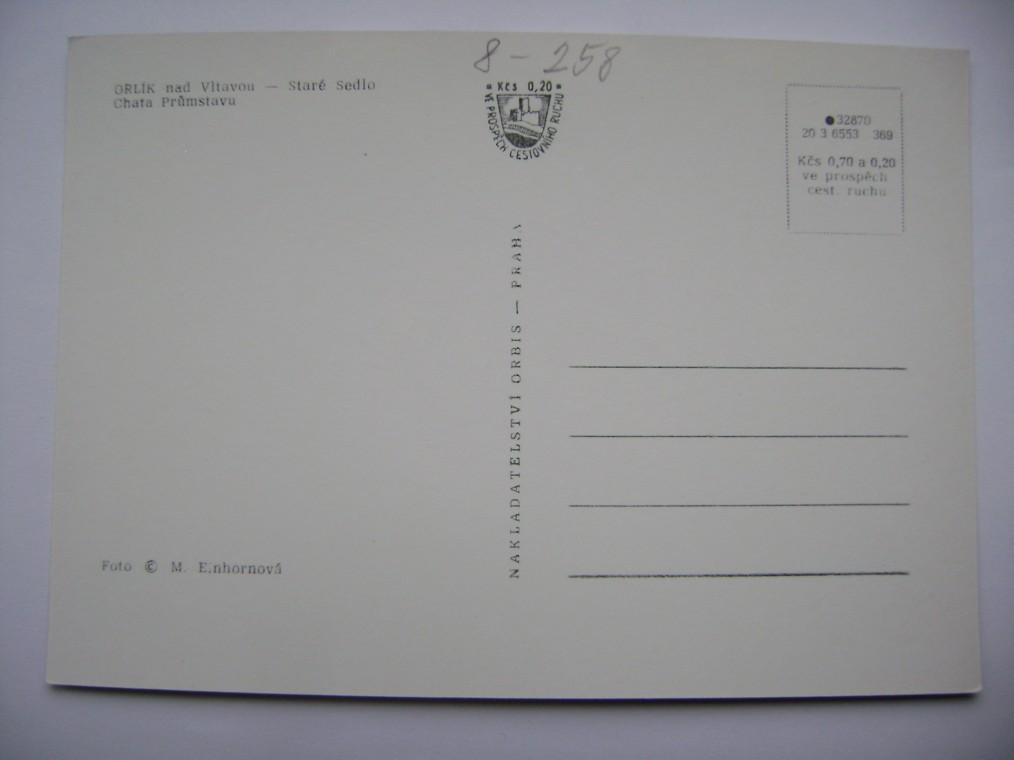 8 - 258
ORLÍK nad Vltavou — Staré Sedlo
Chata Průmstavu
Kčs 0,20
VE PROSPĚCH CESTOVNÍHO RUCHU
32870
20 3 6553 369
Kčs 0,70 a 0,20
ve prospěch
cest. ruchu
NAKLADATELSTVÍ ORBIS — PRAHA
Foto © M. E.nhornová